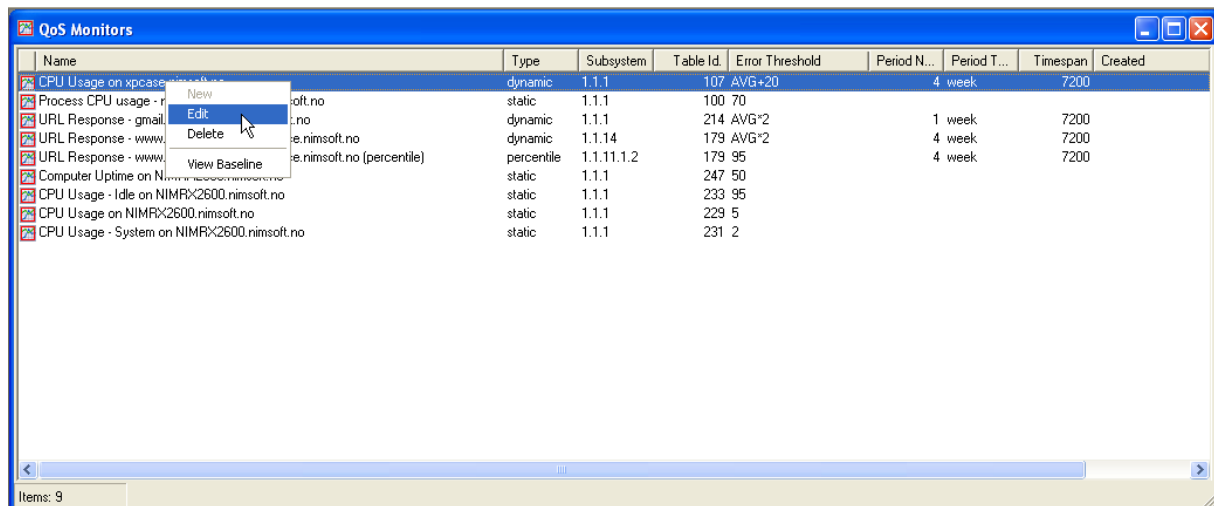 QoS Monitors
Name Type Subsystem Table Id. Error Threshold Period N... Period T... Timespan Created
CPU Usage on xpcase.nimsoft.no dynamic 1.1.1 107 AVG+20 4 week 7200
Process CPU usage - oft.no static 1.1.1 100 70
URL Response - gmail. .no dynamic 1.1.1 214 AVG*2 1 week 7200
URL Response - www. e.nimsoft.no dynamic 1.1.14 179 AVG*2 4 week 7200
URL Response - www. e.nimsoft.no (percentile) percentile 1.1.11.1.2 179 95 4 week 7200
Computer Uptime on NIMRX2600.nimsoft.no static 1.1.1 247 50
CPU Usage - Idle on NIMRX2600.nimsoft.no static 1.1.1 233 95
CPU Usage on NIMRX2600.nimsoft.no static 1.1.1 229 5
CPU Usage - System on NIMRX2600.nimsoft.no static 1.1.1 231 2
New
Edit
Delete
View Baseline
Items: 9